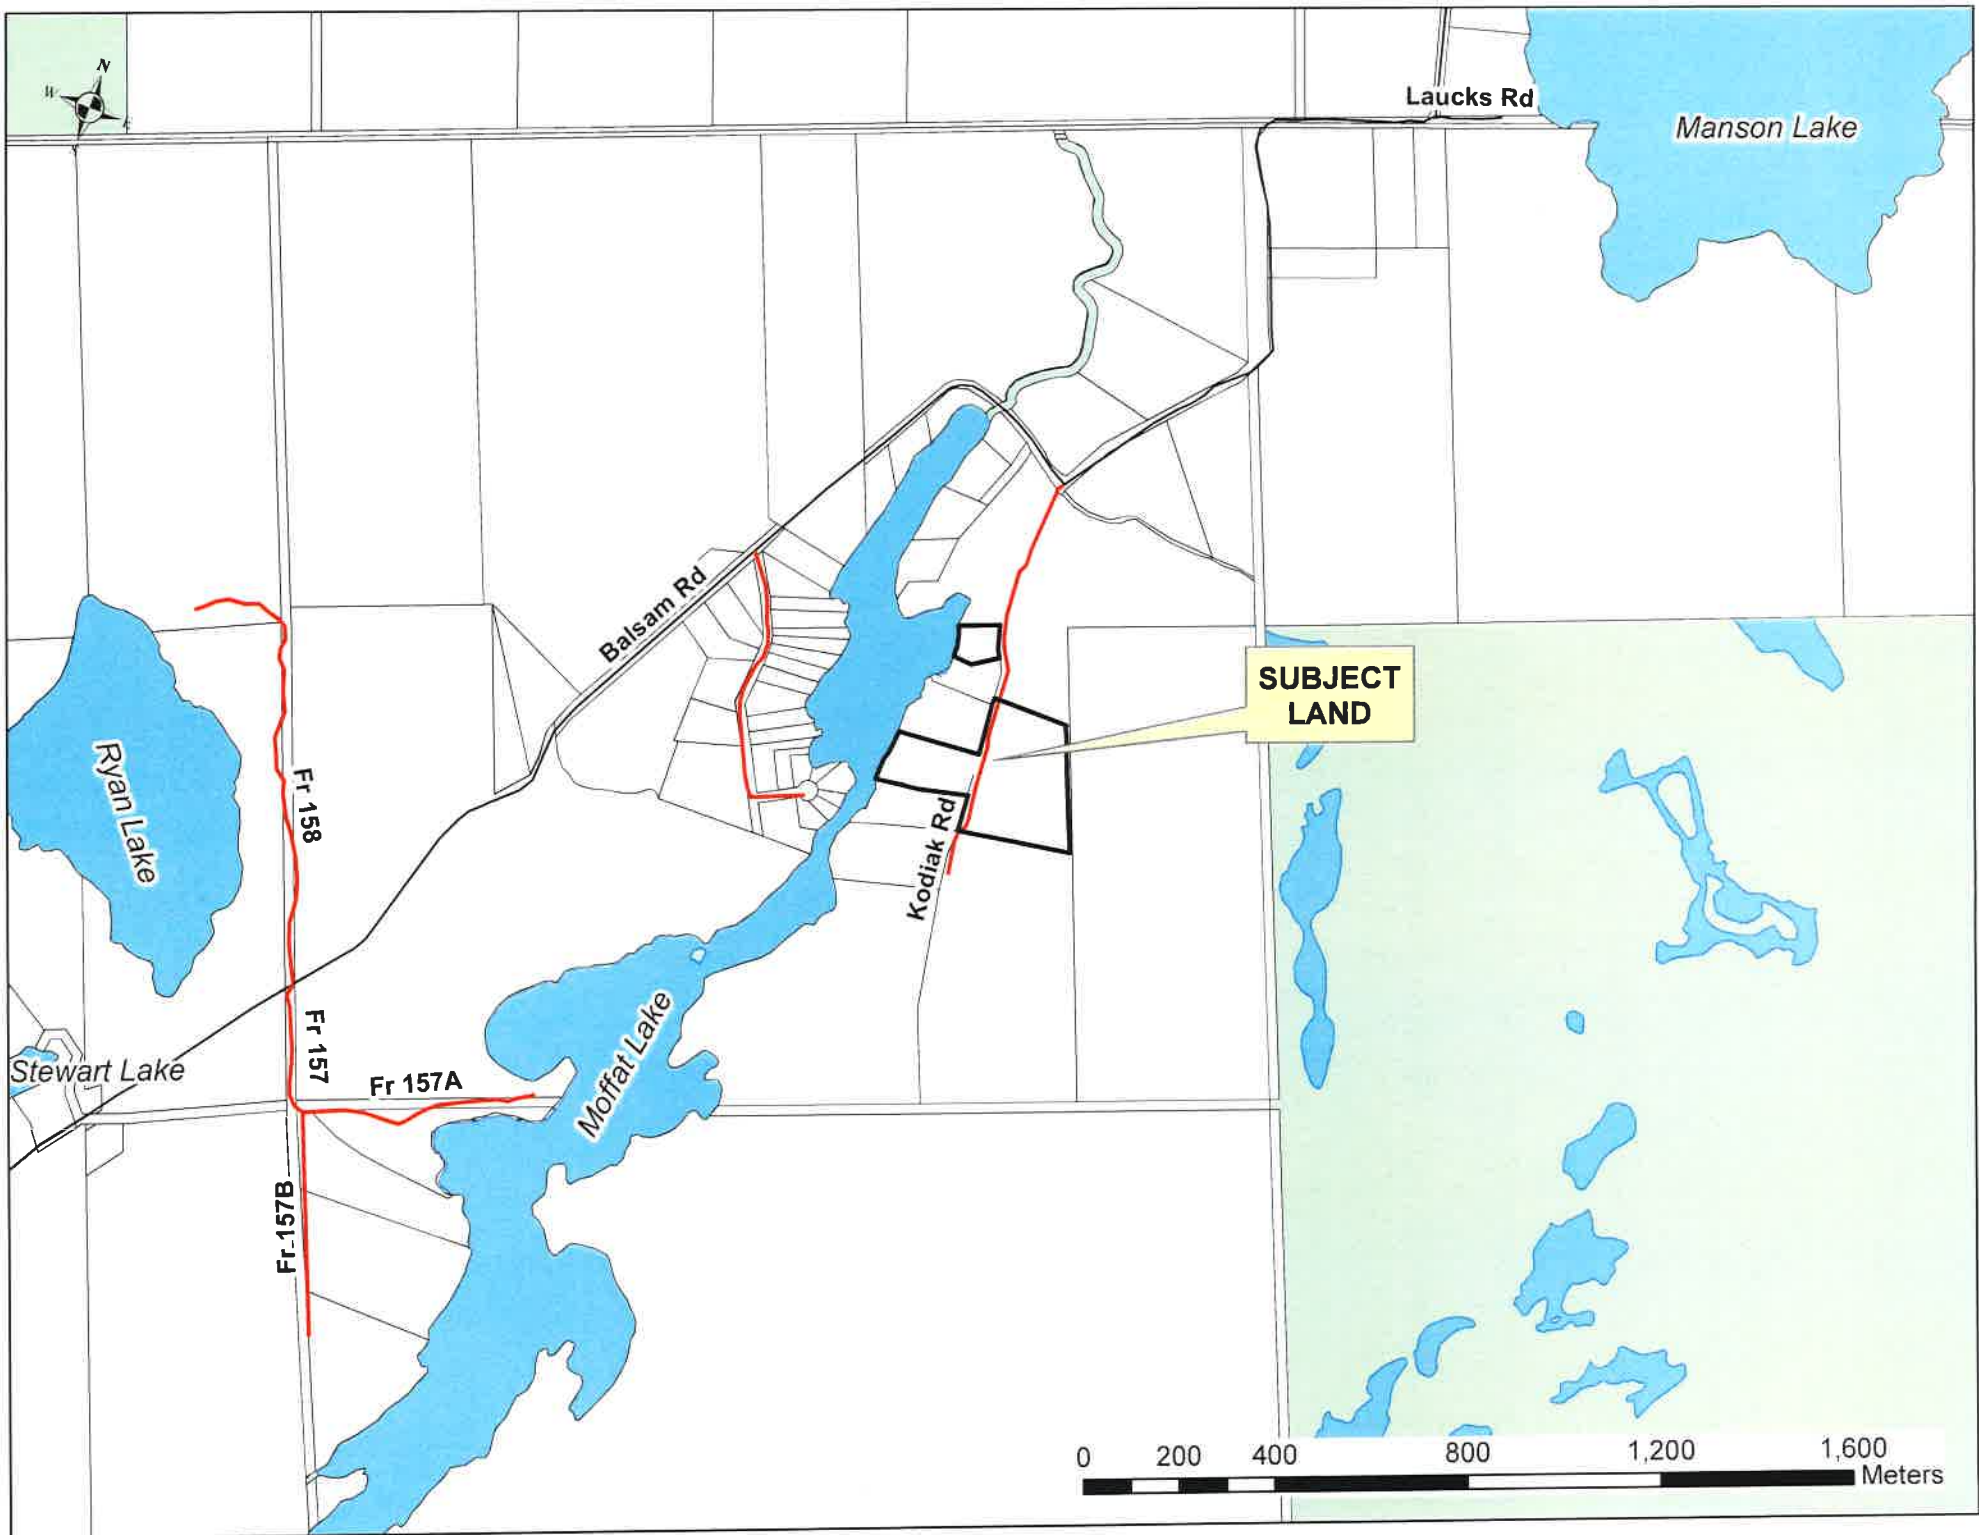 N
W
E
Laucks Rd
Manson Lake
Balsam Rd
SUBJECT
LAND
Ryan Lake
Fr 158
Kodiak Rd
Fr 157
Stewart Lake
Fr 157A
Moffat Lake
Fr 157B
0 200 400 800 1,200 1,600
Meters